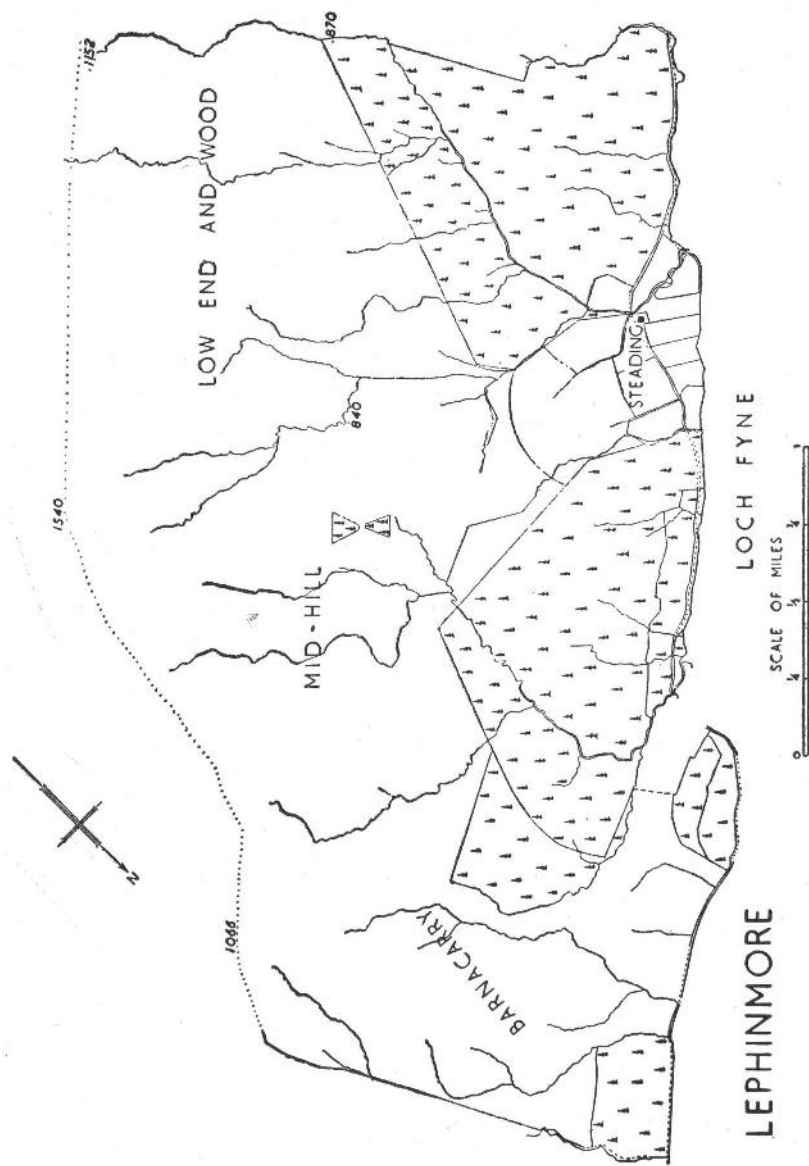 LEPHINMORE
1152
870
LOW END AND WOOD
1540
840
STEADING
MID-HILL
LOCH FYNE
1066
BARNACARRY
N
SCALE OF MILES
0
¼
½
¾
1